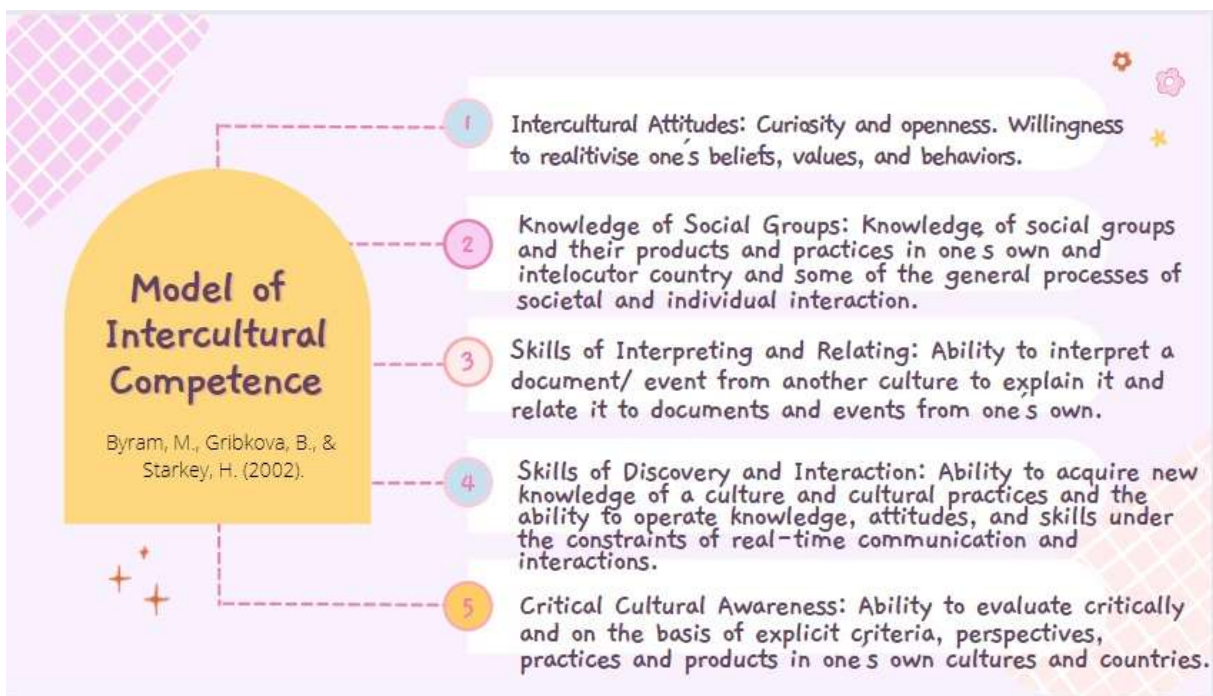 Model of
Intercultural
Competence
Byram, M., Gribkova, B., &
Starkey, H. (2002).
1
Intercultural Attitudes: Curiosity and openness. Willingness
to realitivise one's beliefs, values, and behaviors.
2
Knowledge of Social Groups: Knowledge of social groups
and their products and practices in one's own and
intelocutor country and some of the general processes of
societal and individual interaction.
3
Skills of Interpreting and Relating: Ability to interpret a
document/ event from another culture to explain it and
relate it to documents and events from one's own.
4
Skills of Discovery and Interaction: Ability to acquire new
knowledge of a culture and cultural practices and the
ability to operate knowledge, attitudes, and skills under
the constraints of real-time communication and
interactions.
5
Critical Cultural Awareness: Ability to evaluate critically
and on the basis of explicit criteria, perspectives,
practices and products in one's own cultures and countries.